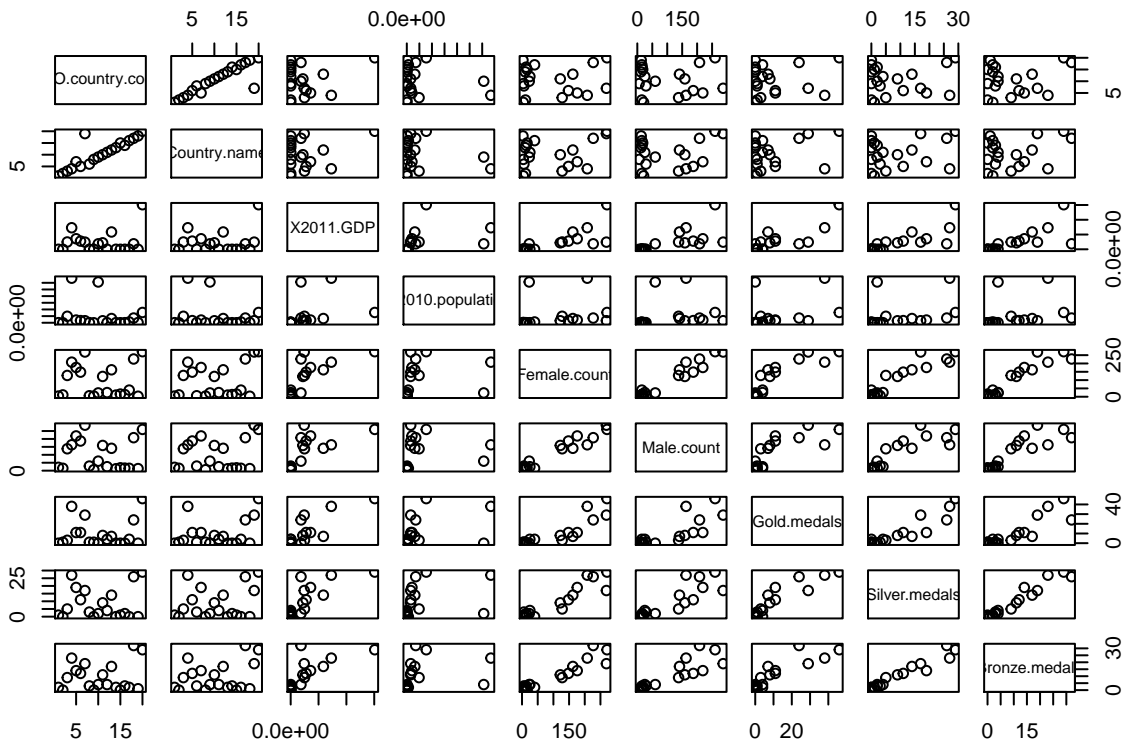 5 15 0.0e+00 0 150 0 15 30
O.country.co 5
5 Country.name
X2011.GDP 0.0e+00
0.0e+00 2010.populati
Female.count 0 250
0 Male.count
Gold.medals 0 40
0 25 Silver.medals
Bronze.medal 0 30
5 15 0.0e+00 0 150 0 20 0 15